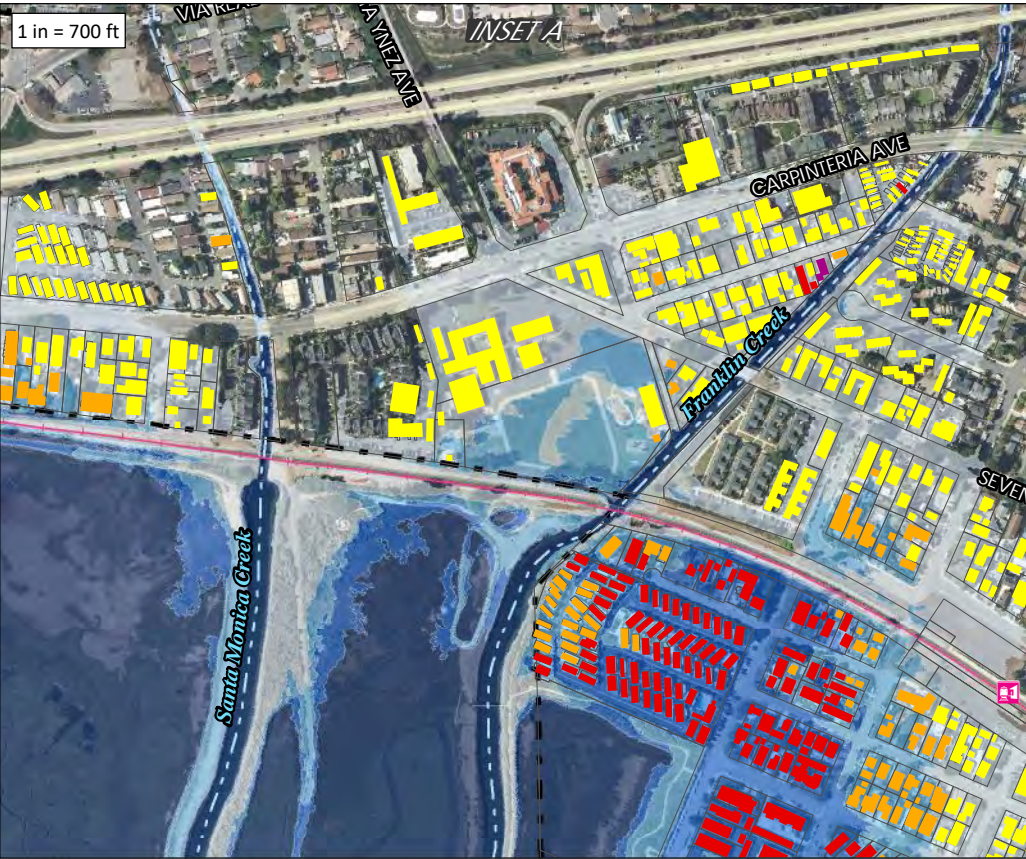 1 in = 700 ft
INSET A
CARPINTERIA AVE
Franklin Creek
Santa Monica Creek